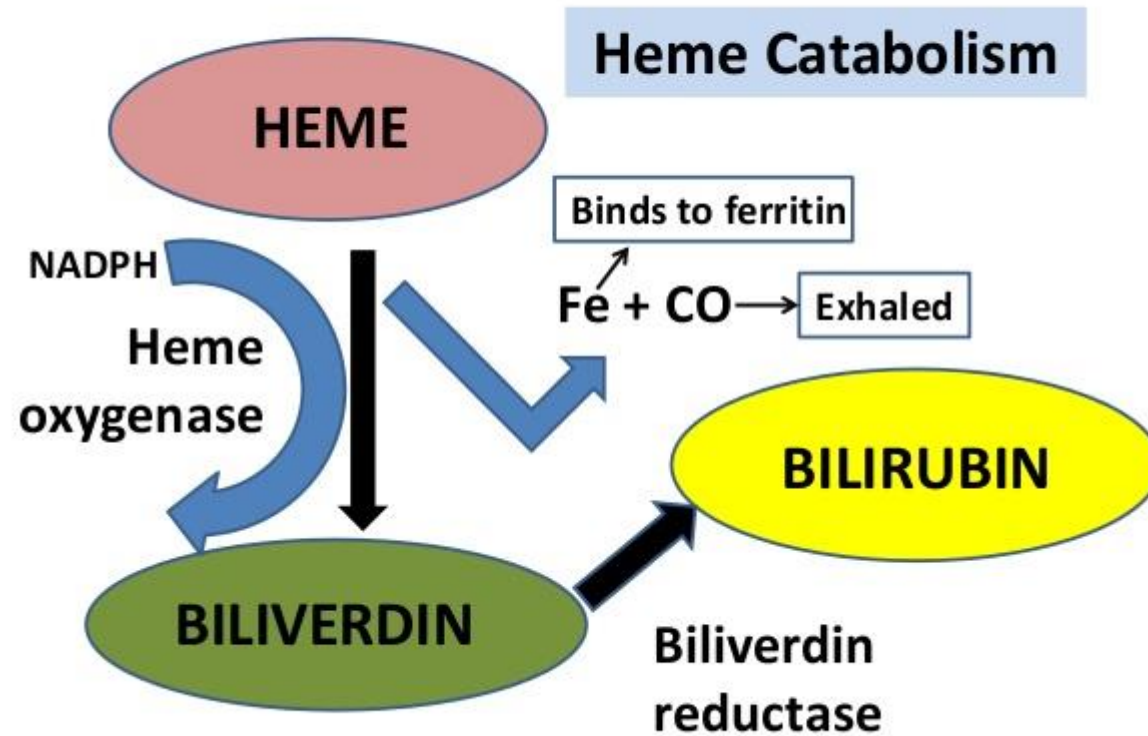 Heme Catabolism
HEME
Binds to ferritin
NADPH
Fe + CO
Exhaled
Heme
oxygenase
BILIRUBIN
BILIVERDIN
Biliverdin
reductase